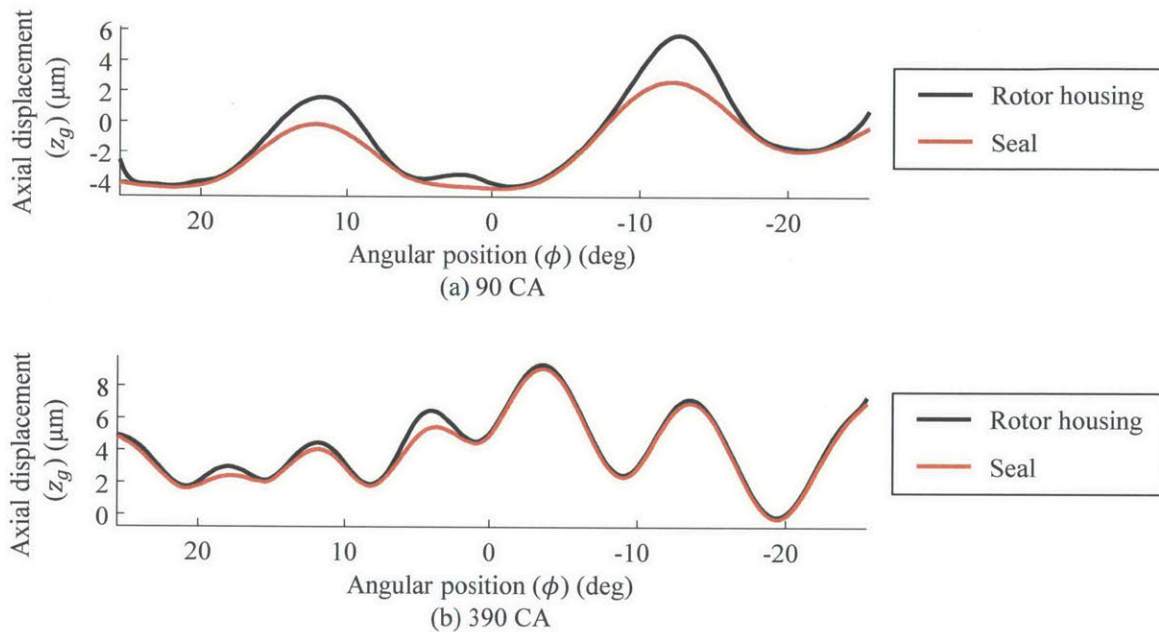 Axial displacement
(z_g) (μm)
6
4
2
0
-2
-4
20
10
0
-10
-20
Angular position (ϕ) (deg)
(a) 90 CA
Rotor housing
Seal
Axial displacement
(z_g) (μm)
8
6
4
2
0
20
10
0
-10
-20
Angular position (ϕ) (deg)
(b) 390 CA
Rotor housing
Seal